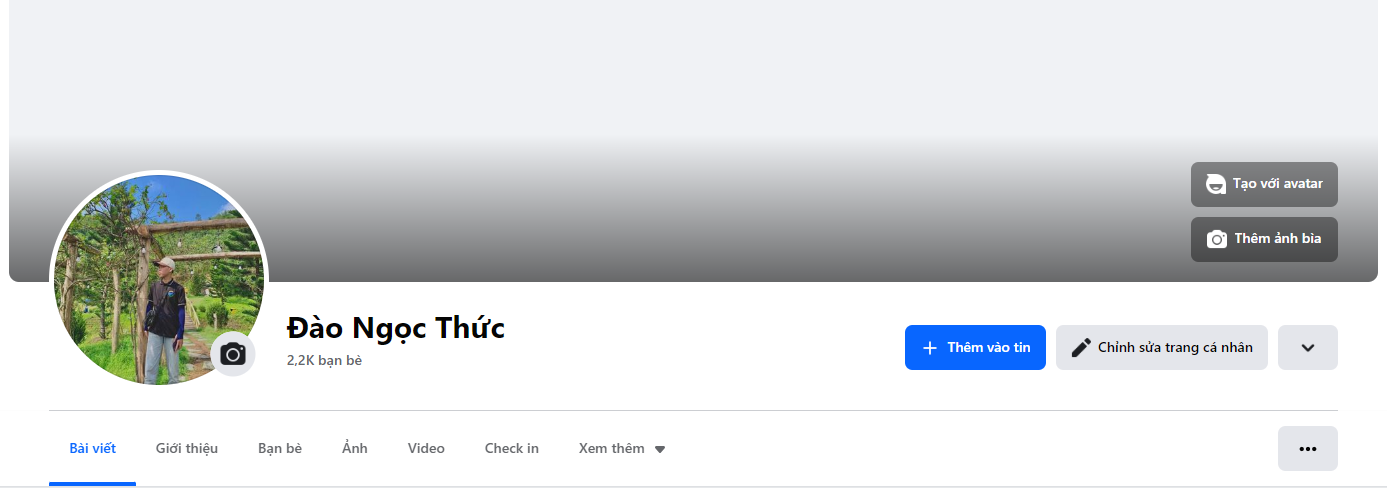 Tạo với avatar
Thêm ảnh bìa
Đào Ngọc Thức
2,2K bạn bè
Thêm vào tin
Chỉnh sửa trang cá nhân
Bài viết
Giới thiệu
Bạn bè
Ảnh
Video
Check in
Xem thêm